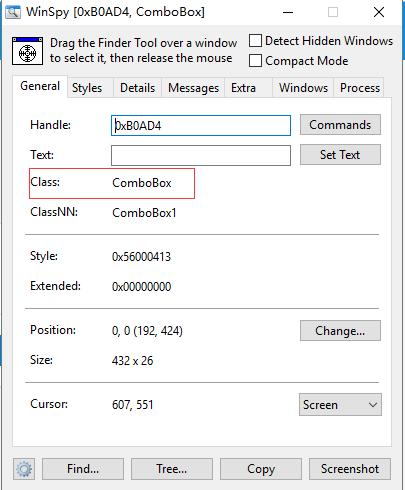 WinSpy [0xB0AD4, ComboBox]
Drag the Finder Tool over a window
to select it, then release the mouse
Detect Hidden Windows
Compact Mode
General Styles Details Messages Extra Windows Process
Handle: 0xB0AD4 Commands
Text: Set Text
Class: ComboBox
ClassNN: ComboBox1
Style: 0x56000413
Extended: 0x00000000
Position: 0, 0 (192, 424) Change...
Size: 432 x 26
Cursor: 607, 551 Screen
Find... Tree... Copy Screenshot